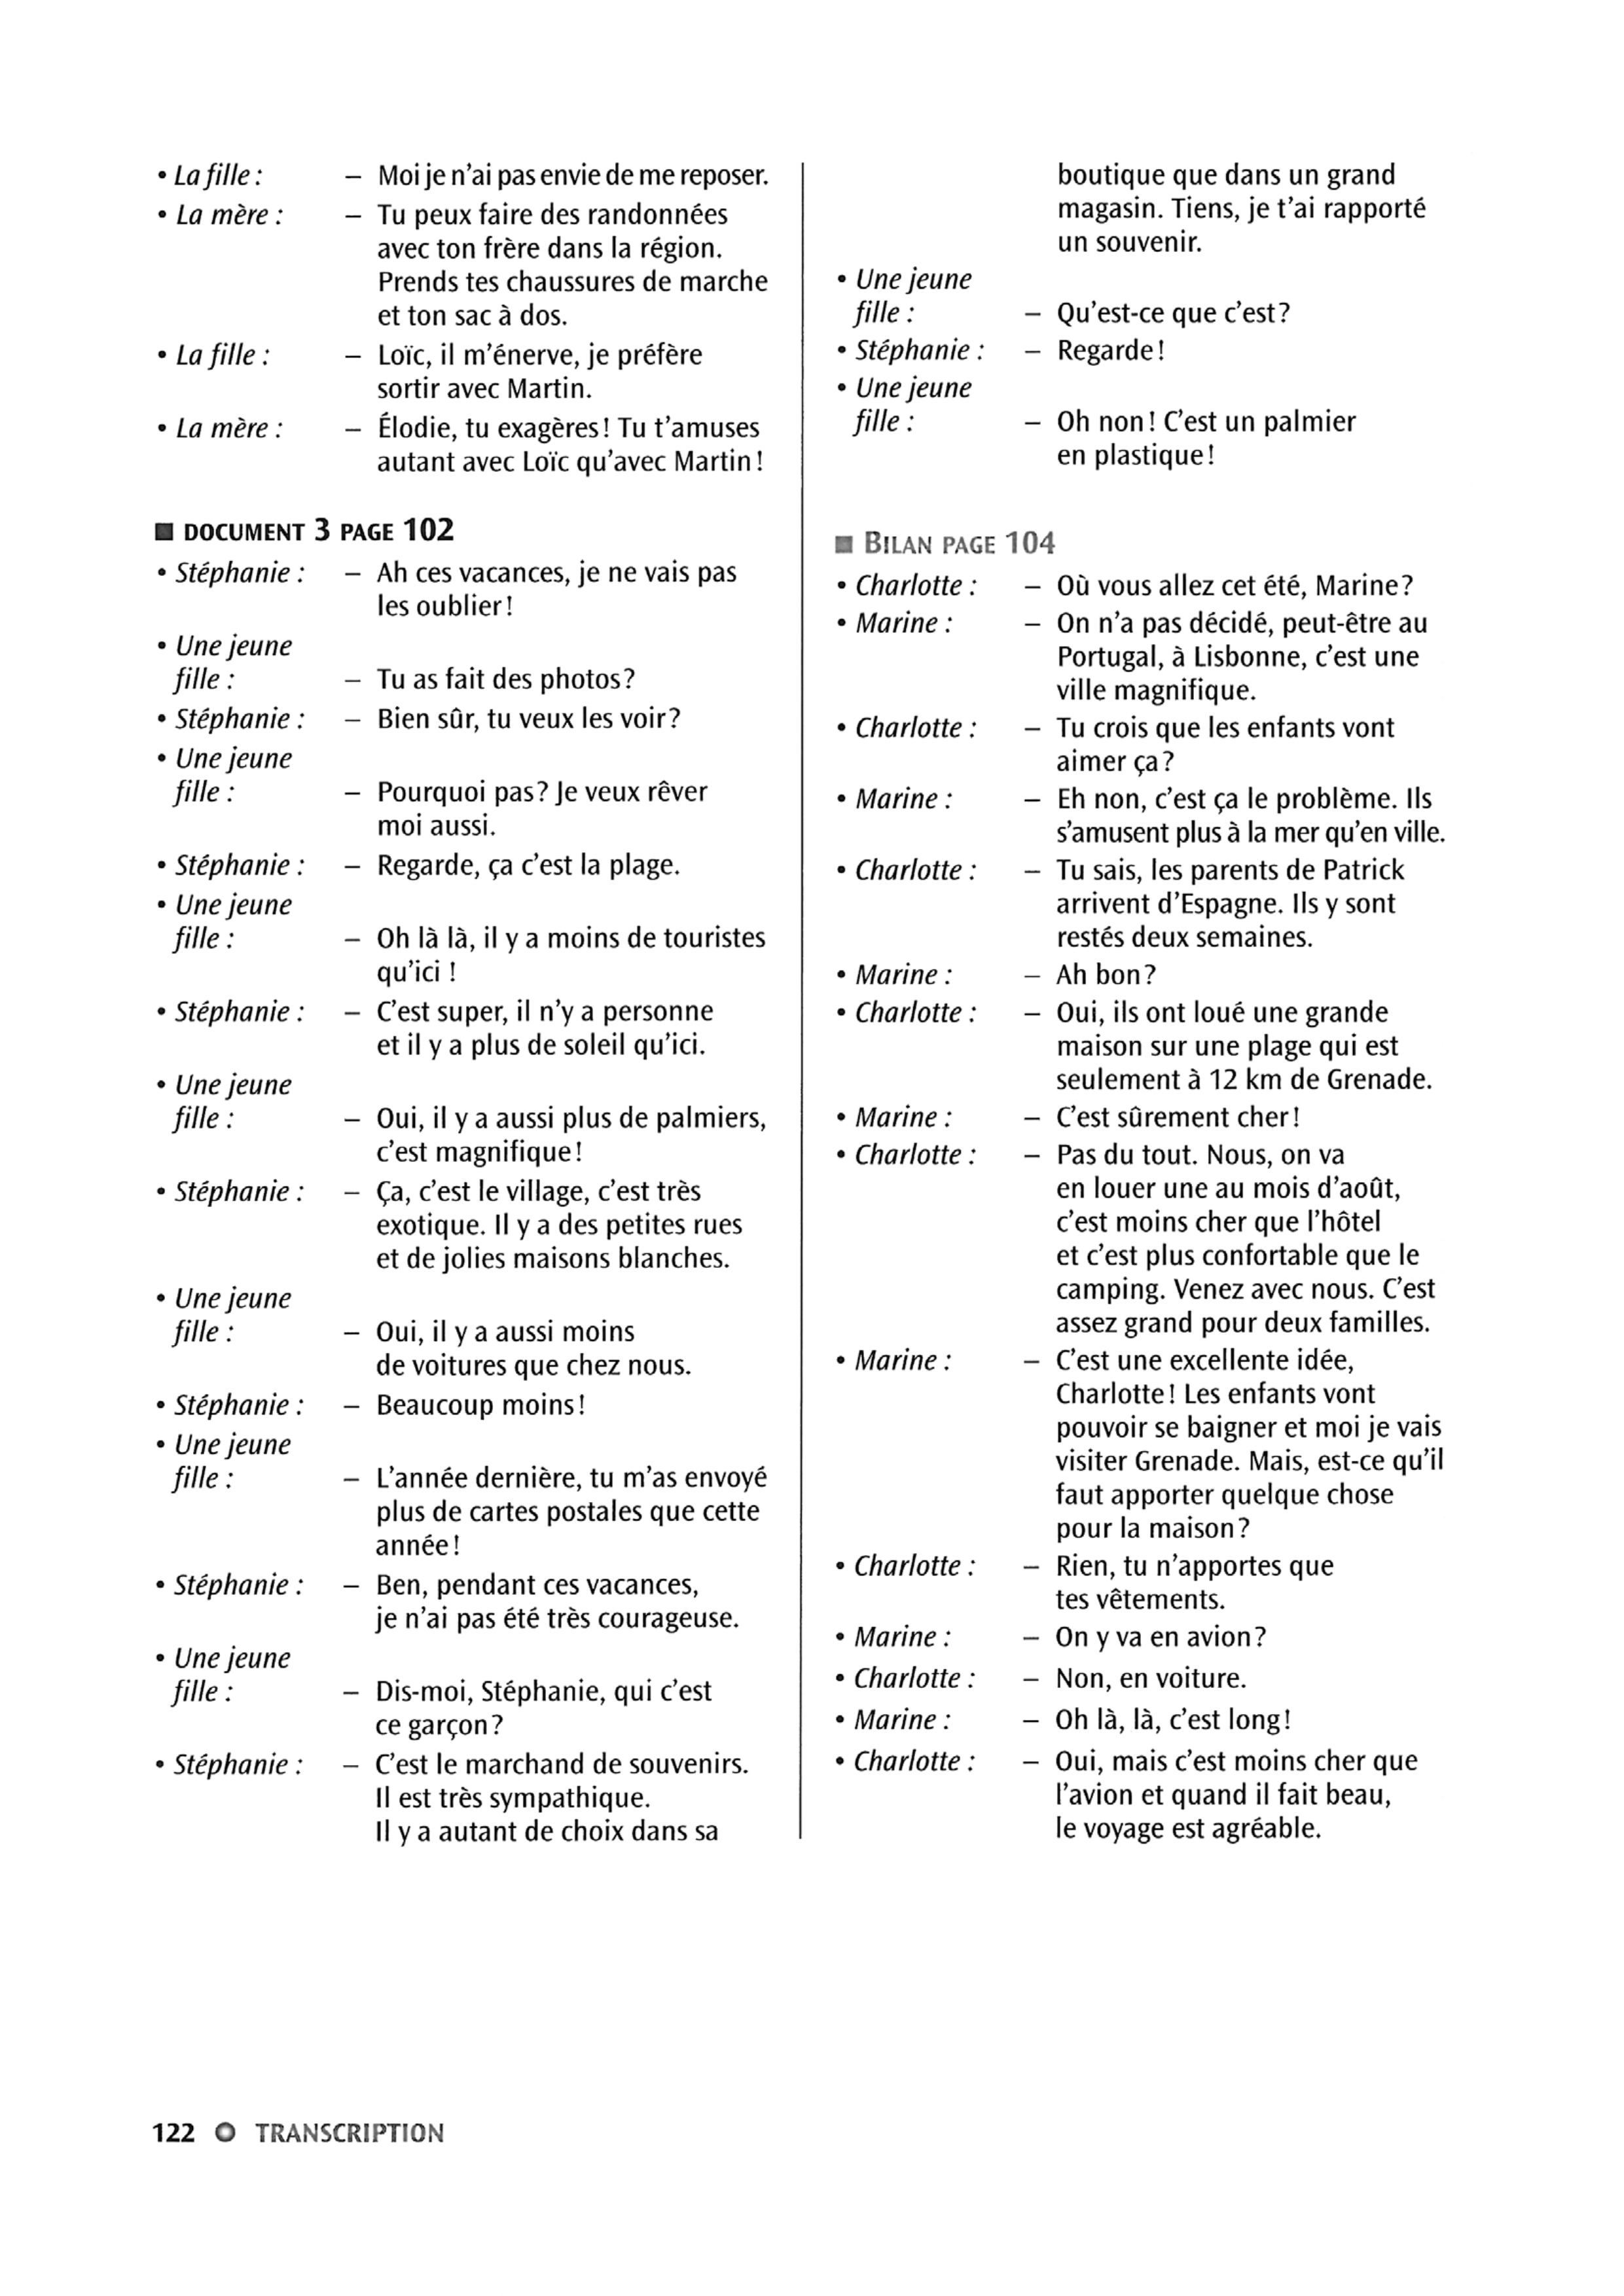 • La fille : – Moi je n'ai pas envie de me reposer.
• La mère : – Tu peux faire des randonnées
avec ton frère dans la région.
Prends tes chaussures de marche
et ton sac à dos.
• La fille : – Loïc, il m'énerve, je préfère
sortir avec Martin.
• La mère : – Élodie, tu exagères ! Tu t'amuses
autant avec Loïc qu'avec Martin !
■ DOCUMENT 3 PAGE 102
• Stéphanie : – Ah ces vacances, je ne vais pas
les oublier !
• Une jeune
fille : – Tu as fait des photos ?
• Stéphanie : – Bien sûr, tu veux les voir ?
• Une jeune
fille : – Pourquoi pas ? Je veux rêver
moi aussi.
• Stéphanie : – Regarde, ça c'est la plage.
• Une jeune
fille : – Oh là là, il y a moins de touristes
qu'ici !
• Stéphanie : – C'est super, il n'y a personne
et il y a plus de soleil qu'ici.
• Une jeune
fille : – Oui, il y a aussi plus de palmiers,
c'est magnifique !
• Stéphanie : – Ça, c'est le village, c'est très
exotique. Il y a des petites rues
et de jolies maisons blanches.
• Une jeune
fille : – Oui, il y a aussi moins
de voitures que chez nous.
• Stéphanie : – Beaucoup moins !
• Une jeune
fille : – L'année dernière, tu m'as envoyé
plus de cartes postales que cette
année !
• Stéphanie : – Ben, pendant ces vacances,
je n'ai pas été très courageuse.
• Une jeune
fille : – Dis-moi, Stéphanie, qui c'est
ce garçon ?
• Stéphanie : – C'est le marchand de souvenirs.
Il est très sympathique.
Il y a autant de choix dans sa
boutique que dans un grand
magasin. Tiens, je t'ai rapporté
un souvenir.
• Une jeune
fille : – Qu'est-ce que c'est ?
• Stéphanie : – Regarde !
• Une jeune
fille : – Oh non ! C'est un palmier
en plastique !
■ BILAN PAGE 104
• Charlotte : – Où vous allez cet été, Marine ?
• Marine : – On n'a pas décidé, peut-être au
Portugal, à Lisbonne, c'est une
ville magnifique.
• Charlotte : – Tu crois que les enfants vont
aimer ça ?
• Marine : – Eh non, c'est ça le problème. Ils
s'amusent plus à la mer qu'en ville.
• Charlotte : – Tu sais, les parents de Patrick
arrivent d'Espagne. Ils y sont
restés deux semaines.
• Marine : – Ah bon ?
• Charlotte : – Oui, ils ont loué une grande
maison sur une plage qui est
seulement à 12 km de Grenade.
• Marine : – C'est sûrement cher !
• Charlotte : – Pas du tout. Nous, on va
en louer une au mois d'août,
c'est moins cher que l'hôtel
et c'est plus confortable que le
camping. Venez avec nous. C'est
assez grand pour deux familles.
• Marine : – C'est une excellente idée,
Charlotte ! Les enfants vont
pouvoir se baigner et moi je vais
visiter Grenade. Mais, est-ce qu'il
faut apporter quelque chose
pour la maison ?
• Charlotte : – Rien, tu n'apportes que
tes vêtements.
• Marine : – On y va en avion ?
• Charlotte : – Non, en voiture.
• Marine : – Oh là, là, c'est long !
• Charlotte : – Oui, mais c'est moins cher que
l'avion et quand il fait beau,
le voyage est agréable.
122 ● TRANSCRIPTION